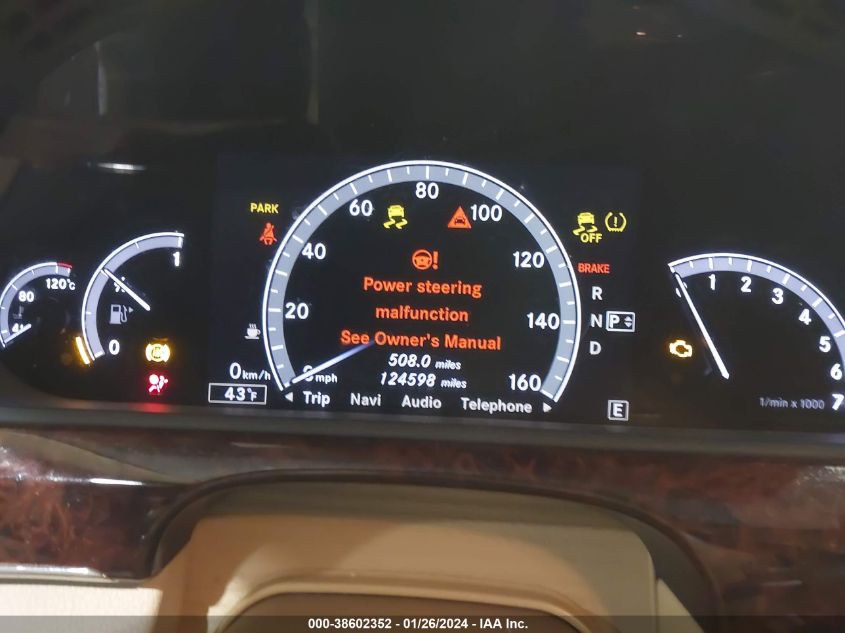 80
60
100
PARK
OFF
40
120
120°C
80
1
1
2
3
4
5
6
7
BRAKE
Power steering
malfunction
See Owner's Manual
R
N P
D
20
140
0
0 km/h
mph
508.0 miles
124598 miles
160
43°F
Trip Navi Audio Telephone
E
1/min x 1000
000-38602352 - 01/26/2024 - IAA Inc.